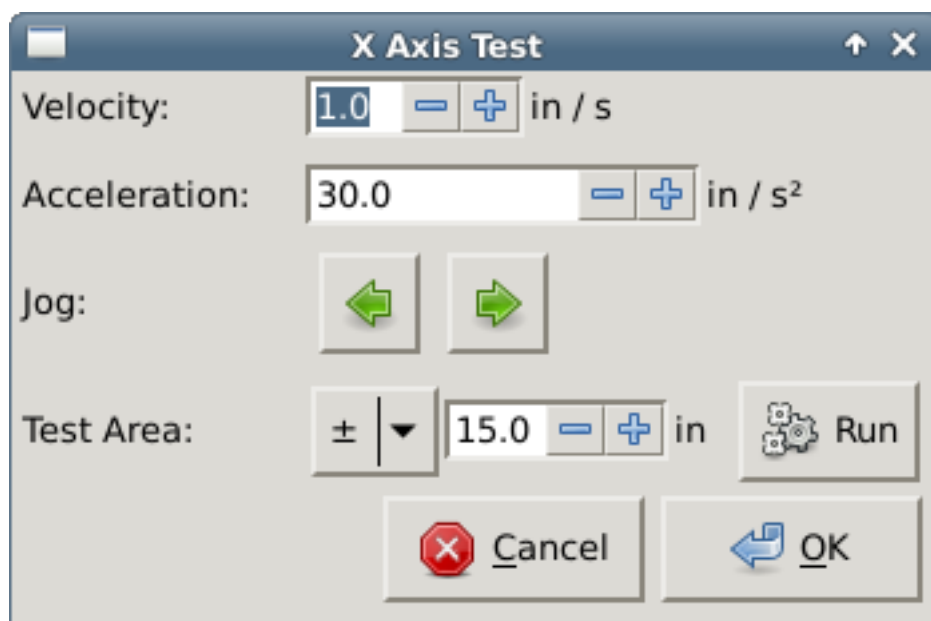 X Axis Test
Velocity: 1.0 in / s
Acceleration: 30.0 in / s²
Jog:
Test Area: ± 15.0 in Run
Cancel OK